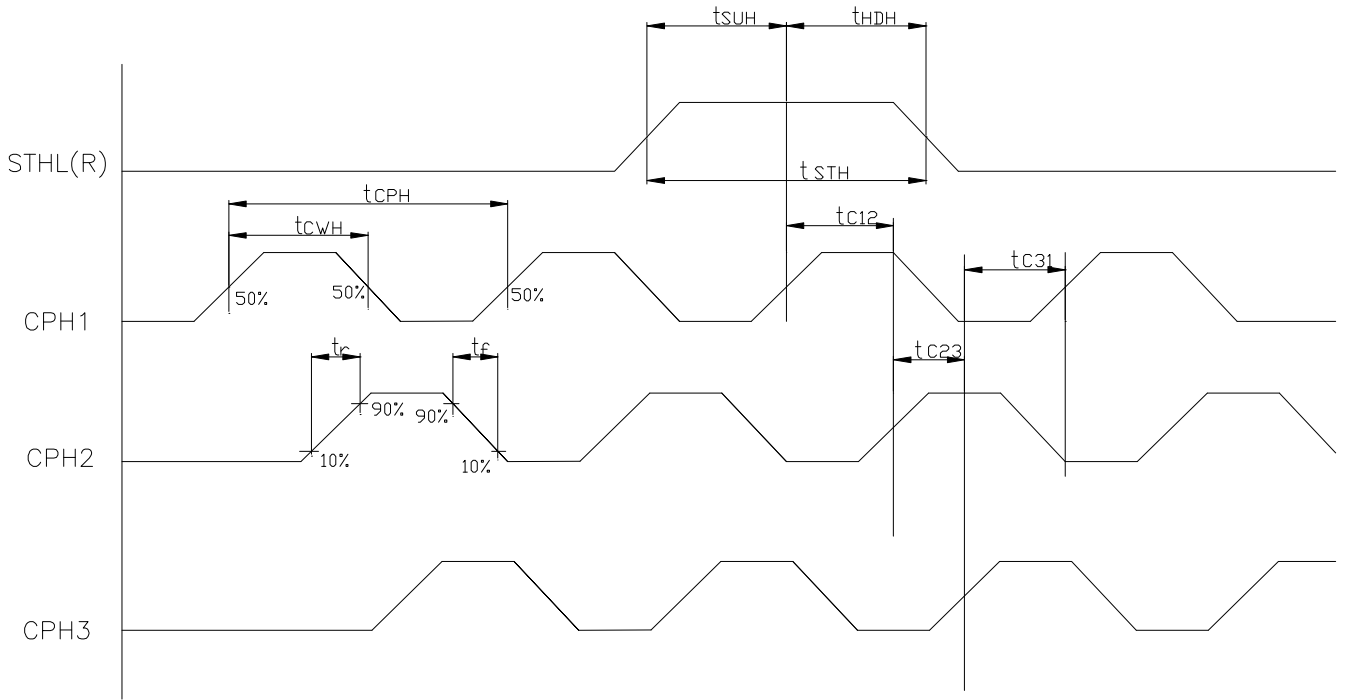 tSUH
tHDH
STHL(R)
tSTH
tCPH
tCWH
tC12
tC31
50%
50%
50%
CPH1
tr
tf
tC23
90%
90%
CPH2
10%
10%
CPH3